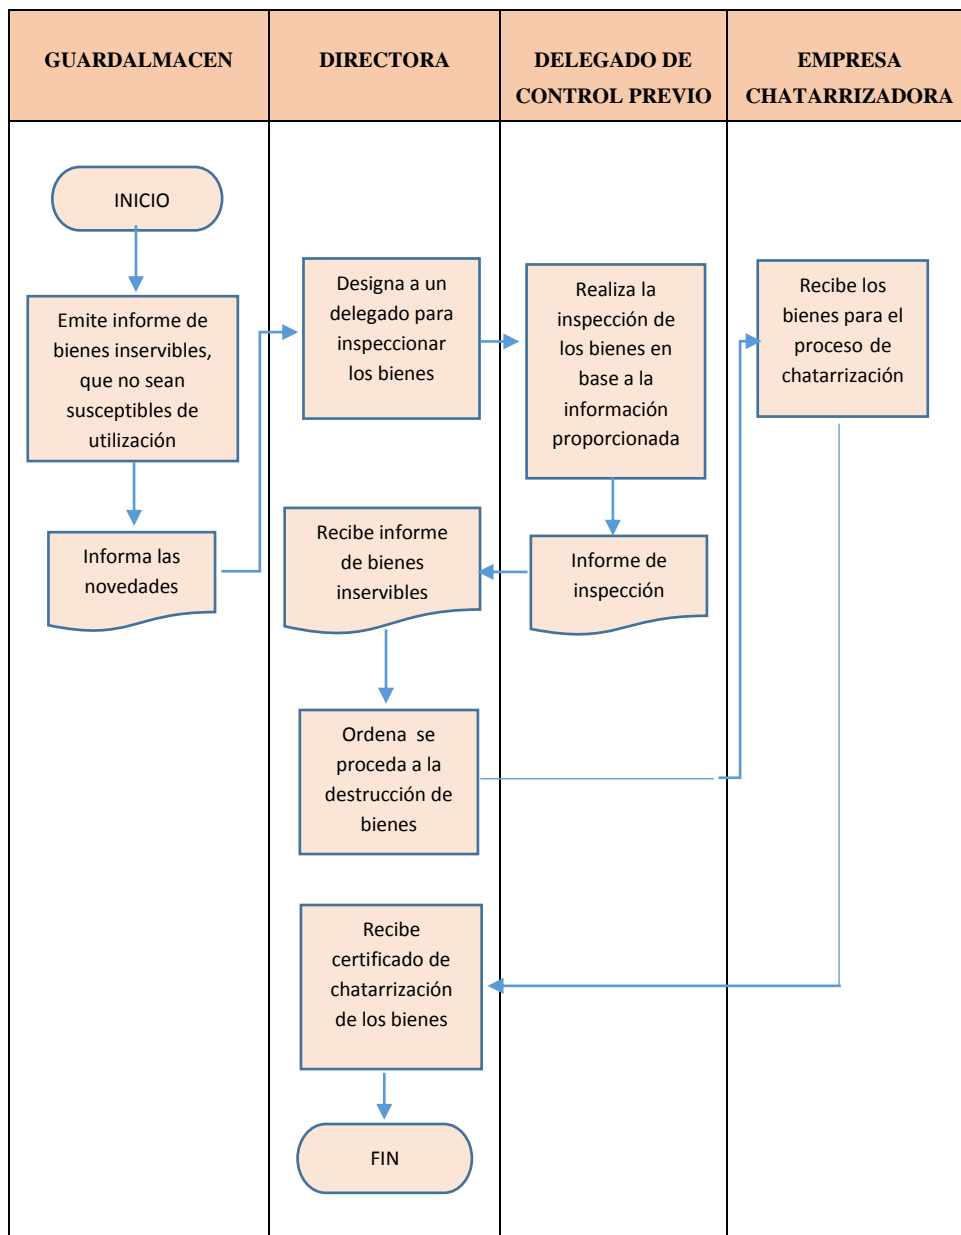 GUARDALMACEN
DIRECTORA
DELEGADO DE
CONTROL PREVIO
EMPRESA
CHATARRIZADORA
INICIO
Emite informe de
bienes inservibles,
que no sean
susceptibles de
utilización
Informa las
novedades
Designa a un
delegado para
inspeccionar
los bienes
Realiza la
inspección de
los bienes en
base a la
información
proporcionada
Informe de
inspección
Recibe informe
de bienes
inservibles
Ordena se
proceda a la
destrucción de
bienes
Recibe los
bienes para el
proceso de
chatarrización
Recibe
certificado de
chatarrización
de los bienes
FIN